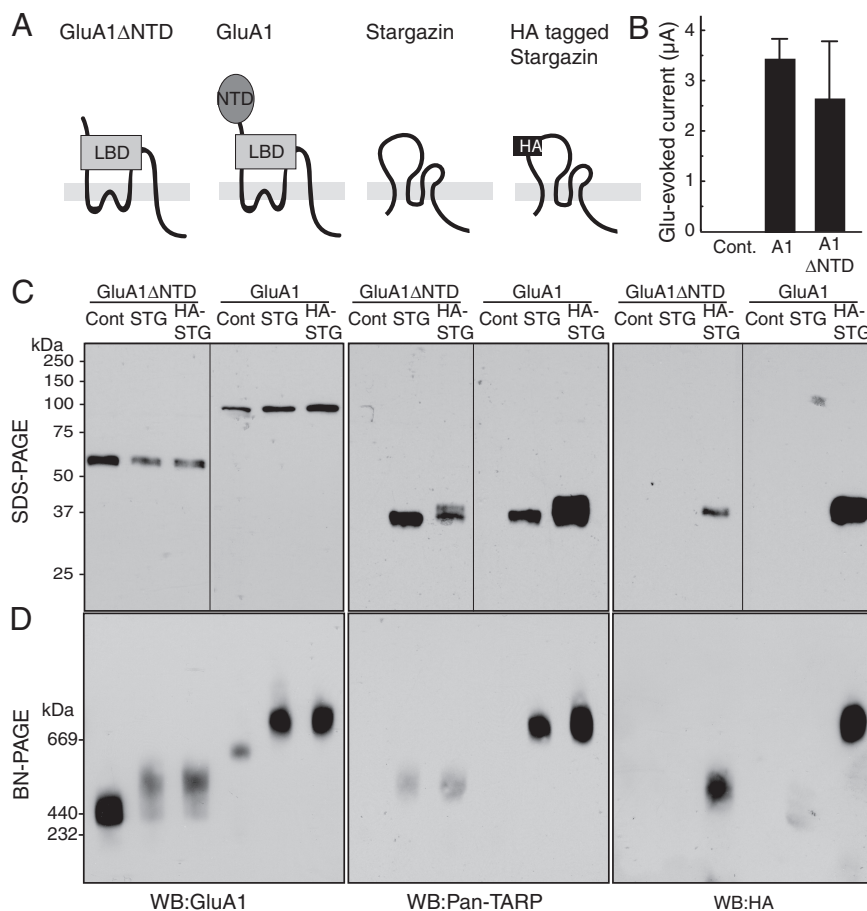 A
GluA1ΔNTD
GluA1
Stargazin
HA tagged
Stargazin
NTD
LBD
LBD
HA
B
Glu-evoked current (µA)
4
3
2
1
0
Cont.
A1
A1
ΔNTD
C
GluA1ΔNTD
GluA1
GluA1ΔNTD
GluA1
GluA1ΔNTD
GluA1
Cont STG HA-STG
Cont STG HA-STG
Cont STG HA-STG
Cont STG HA-STG
Cont STG HA-STG
Cont STG HA-STG
kDa
250
150
100
75
50
37
25
SDS-PAGE
D
kDa
669
440
232
BN-PAGE
WB:GluA1
WB:Pan-TARP
WB:HA